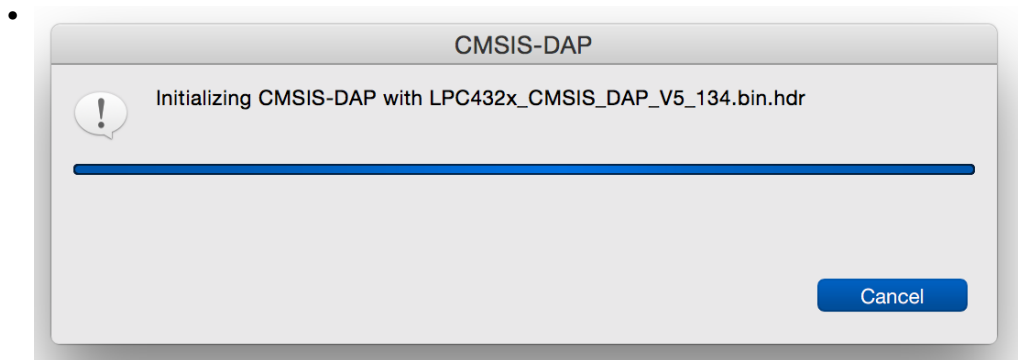 CMSIS-DAP
Initializing CMSIS-DAP with LPC432x_CMSIS_DAP_V5_134.bin.hdr
Cancel